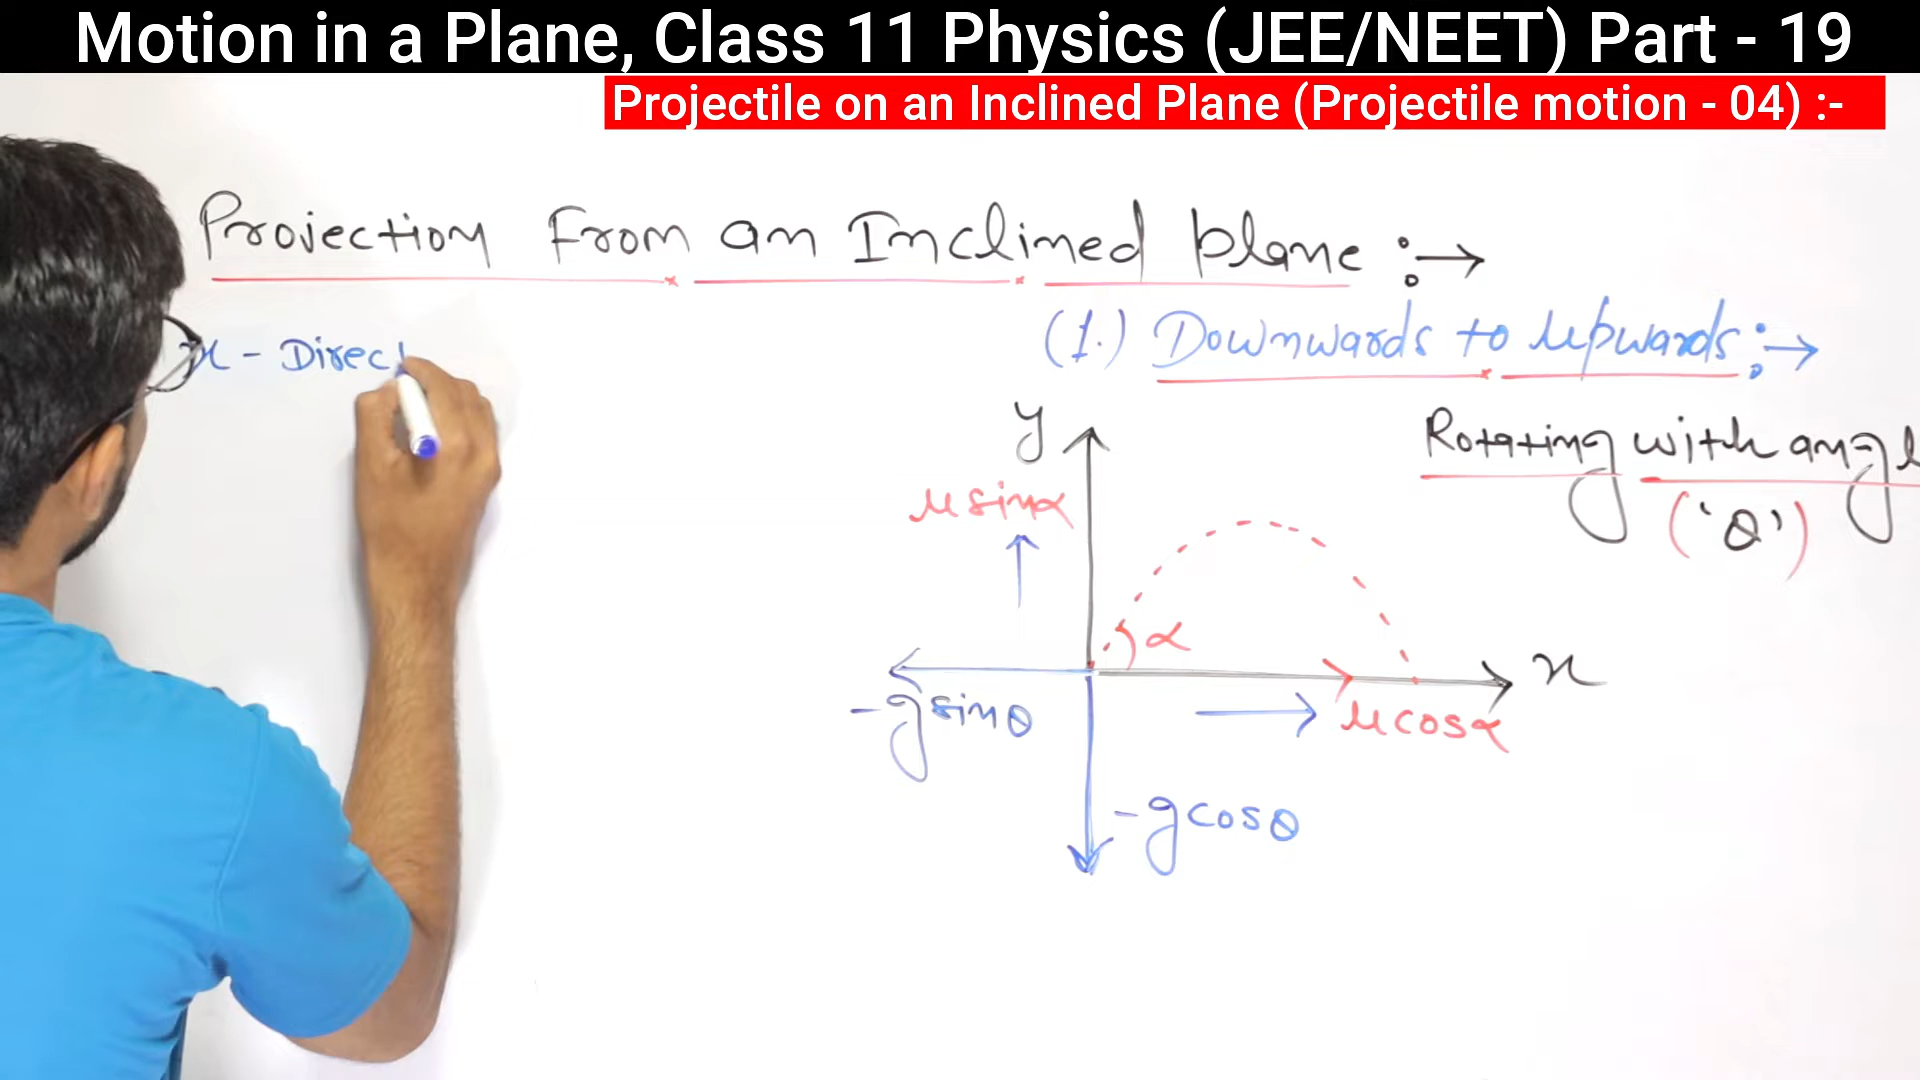 Motion in a Plane, Class 11 Physics (JEE/NEET) Part - 19
Projectile on an Inclined Plane (Projectile motion - 04) :-
Projection From an Inclined plane :→
(1.) Downwards to upwards :→
x - Direct
Rotating with angl
('θ')
y
u sinα
α
x
-g sinθ
u cosα
-g cosθ